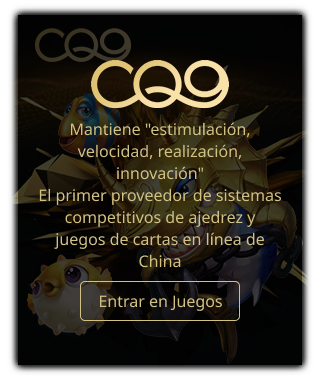 CQ9
CQ9
Mantiene "estimulación,
velocidad, realización,
innovación"
El primer proveedor de sistemas
competitivos de ajedrez y
juegos de cartas en línea de
China
Entrar en Juegos